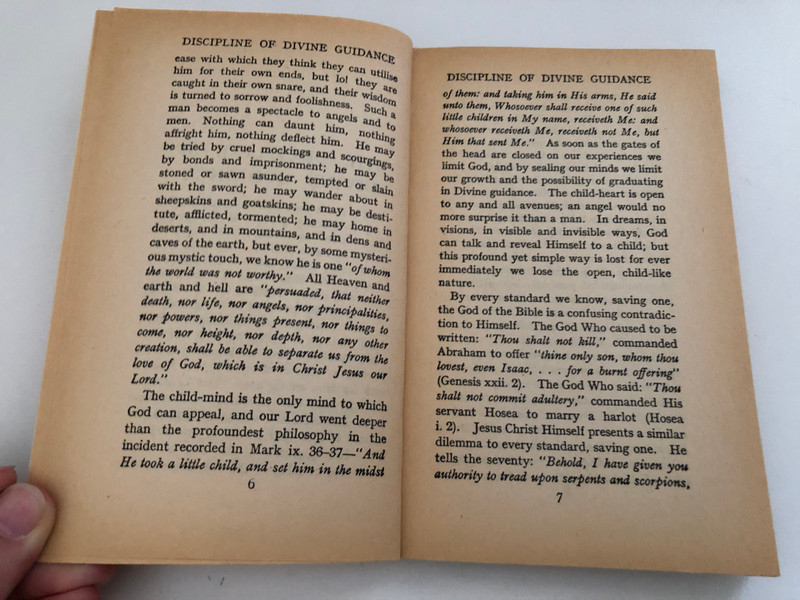 DISCIPLINE OF DIVINE GUIDANCE
ease with which they think they can utilise
him for their own ends, but lo! they are
caught in their own snare, and their wisdom
is turned to sorrow and foolishness. Such a
man becomes a spectacle to angels and to
men. Nothing can daunt him, nothing
affright him, nothing deflect him. He may
be tried by cruel mockings and scourgings,
by bonds and imprisonment; he may be
stoned or sawn asunder, tempted or slain
with the sword; he may wander about in
sheepskins and goatskins; he may be desti-
tute, afflicted, tormented; he may home in
deserts, and in mountains, and in dens and
caves of the earth, but ever, by some mysteri-
ous mystic touch, we know he is one "of whom
the world was not worthy." All Heaven and
earth and hell are "persuaded, that neither
death, nor life, nor angels, nor principalities,
nor powers, nor things present, nor things to
come, nor height, nor depth, nor any other
creation, shall be able to separate us from the
love of God, which is in Christ Jesus our
Lord."
The child-mind is the only mind to which
God can appeal, and our Lord went deeper
than the profoundest philosophy in the
incident recorded in Mark ix. 36-37—"And
He took a little child, and set him in the midst
6
DISCIPLINE OF DIVINE GUIDANCE
of them: and taking him in His arms, He said
unto them, Whosoever shall receive one of such
little children in My name, receiveth Me: and
whosoever receiveth Me, receiveth not Me, but
Him that sent Me." As soon as the gates of
the head are closed on our experiences we
limit God, and by sealing our minds we limit
our growth and the possibility of graduating
in Divine guidance. The child-heart is open
to any and all avenues; an angel would no
more surprise it than a man. In dreams, in
visions, in visible and invisible ways, God
can talk and reveal Himself to a child; but
this profound yet simple way is lost for ever
immediately we lose the open, child-like
nature.
By every standard we know, saving one,
the God of the Bible is a confusing contradic-
tion to Himself. The God Who caused to be
written: "Thou shalt not kill," commanded
Abraham to offer "thine only son, whom thou
lovest, even Isaac, . . . for a burnt offering"
(Genesis xxii. 2). The God Who said: "Thou
shalt not commit adultery," commanded His
servant Hosea to marry a harlot (Hosea
i. 2). Jesus Christ Himself presents a similar
dilemma to every standard, saving one. He
tells the seventy: "Behold, I have given you
authority to tread upon serpents and scorpions,
7